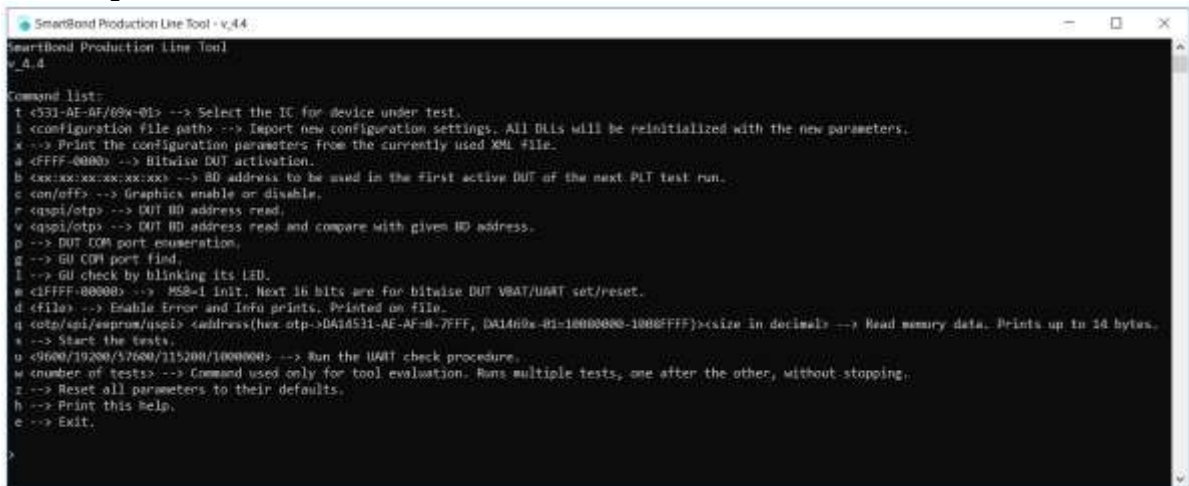 SmartBond Production Line Tool - v_4.4
SmartBond Production Line Tool
v_4.4
Command list:
t <531-AE-AF/69x-01> --> Select the IC for device under test.
i <configuration file path> --> Import new configuration settings. All DLLs will be reinitialized with the new parameters.
x --> Print the configuration parameters from the currently used XML file.
a <FFFF-0000> --> Bitwise DUT activation.
b <xx:xx:xx:xx:xx:xx> --> BD address to be used in the first active DUT of the next PLT test run.
c <on/off> --> Graphics enable or disable.
r <qspi/otp> --> DUT BD address read.
v <qspi/otp> --> DUT BD address read and compare with given BD address.
p --> DUT COM port enumeration.
g --> GU COM port find.
l --> GU check by blinking its LED.
m <1FFFF-00000> --> MSB=1 init. Next 16 bits are for bitwise DUT VBAT/UART set/reset.
d <file> --> Enable Error and Info prints. Printed on file.
q <otp/spi/eeprom/qspi> <address(hex otp->DA14531-AE-AF=0-7FFF, DA1469x-01=10080000-1008FFFF)><size in decimal> --> Read memory data. Prints up to 14 bytes.
s --> Start the tests.
u <9600/19200/57600/115200/1000000> --> Run the UART check procedure.
w <number of tests> --> Command used only for tool evaluation. Runs multiple tests, one after the other, without stopping.
z --> Reset all parameters to their defaults.
h --> Print this help.
e --> Exit.
>